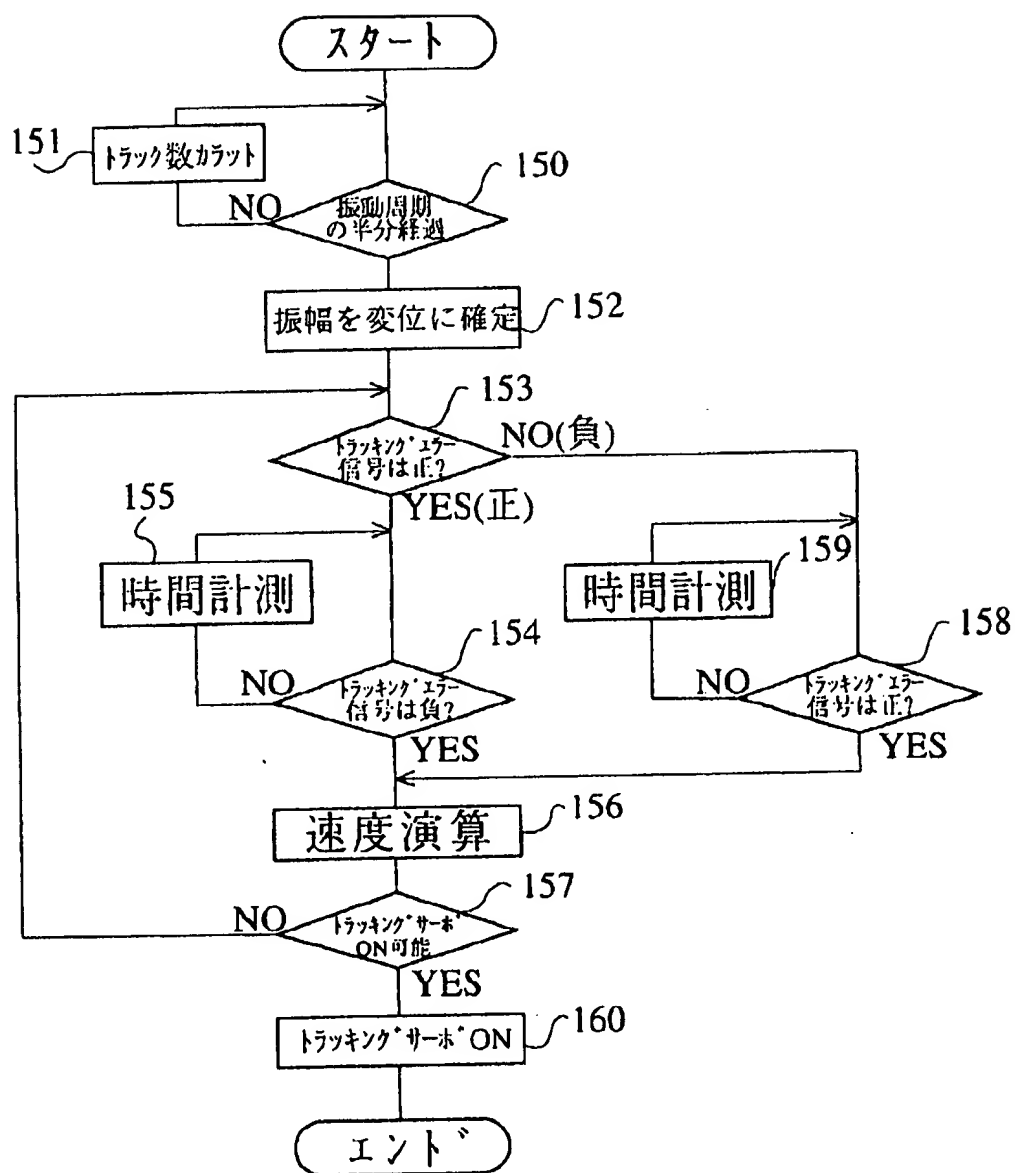 スタート
151
トラック数カラット
150
NO
振動周期
の半分経過
振幅を変位に確定
152
153
トラッキングエラー
信号は正?
NO(負)
YES(正)
155
時間計測
159
時間計測
154
NO
トラッキングエラー
信号は負?
YES
158
NO
トラッキングエラー
信号は正?
YES
速度演算
156
157
NO
トラッキングサーボ
ON可能
YES
トラッキングサーボON
160
エンド